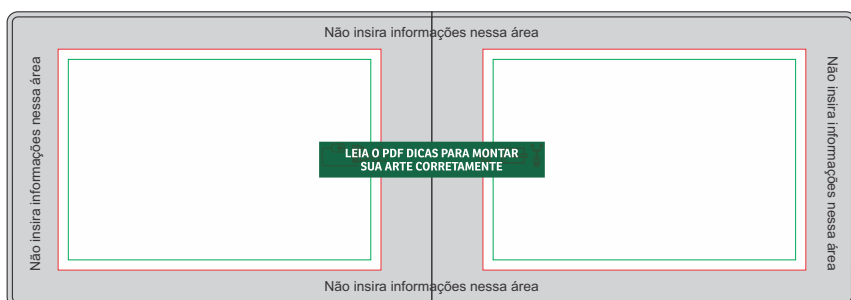 Não insira informações nessa área
Não insira informações nessa área
LEIA O PDF DICAS PARA MONTAR
SUA ARTE CORRETAMENTE
Não insira informações nessa área
Não insira informações nessa área